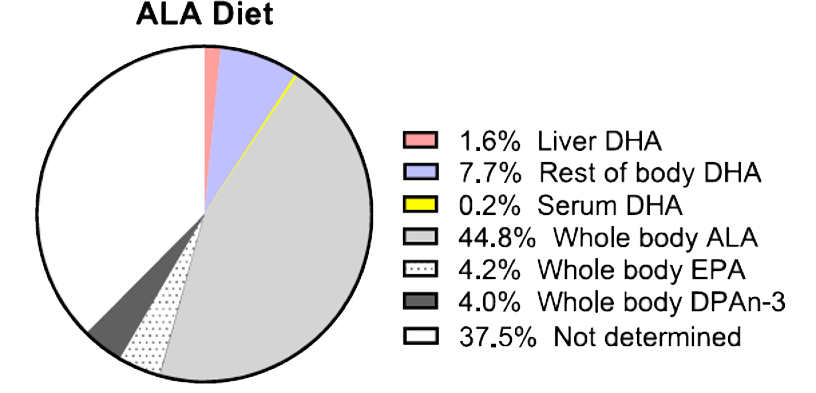 ALA Diet
1.6% Liver DHA
7.7% Rest of body DHA
0.2% Serum DHA
44.8% Whole body ALA
4.2% Whole body EPA
4.0% Whole body DPAn-3
37.5% Not determined